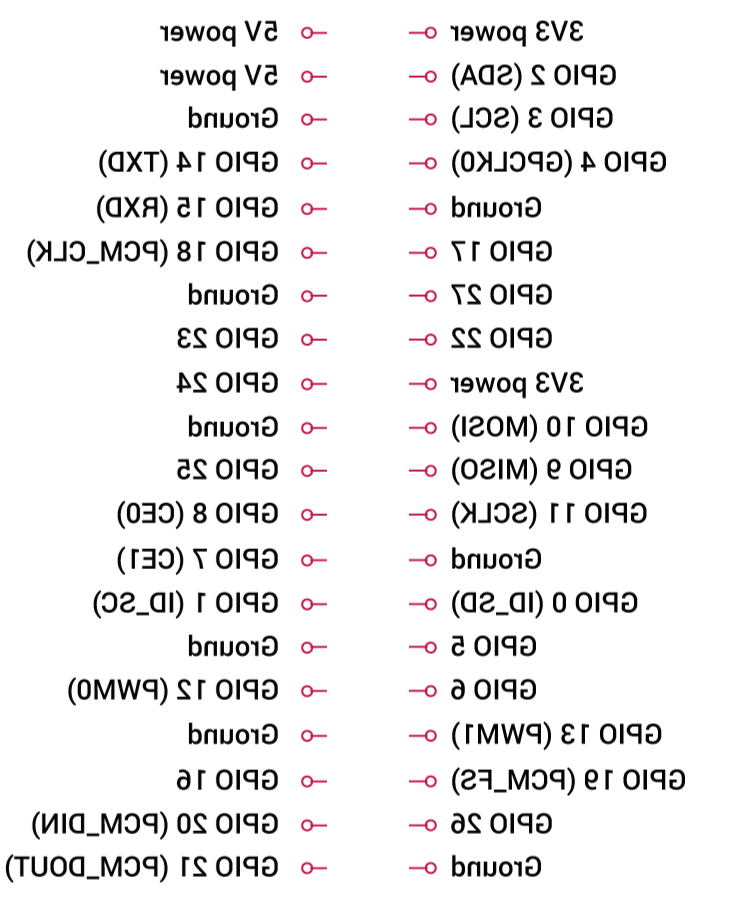 3V3 power 5V power
GPIO 2 (SDA) 5V power
GPIO 3 (SCL) Ground
GPIO 4 (GPCLK0) GPIO 14 (TXD)
Ground GPIO 15 (RXD)
GPIO 17 GPIO 18 (PCM_CLK)
GPIO 27 Ground
GPIO 22 GPIO 23
3V3 power GPIO 24
GPIO 10 (MOSI) Ground
GPIO 9 (MISO) GPIO 25
GPIO 11 (SCLK) GPIO 8 (CE0)
Ground GPIO 7 (CE1)
GPIO 0 (ID_SD) GPIO 1 (ID_SC)
GPIO 5 Ground
GPIO 6 GPIO 12 (PWM0)
GPIO 13 (PWM1) Ground
GPIO 19 (PCM_FS) GPIO 16
GPIO 26 GPIO 20 (PCM_DIN)
Ground GPIO 21 (PCM_DOUT)